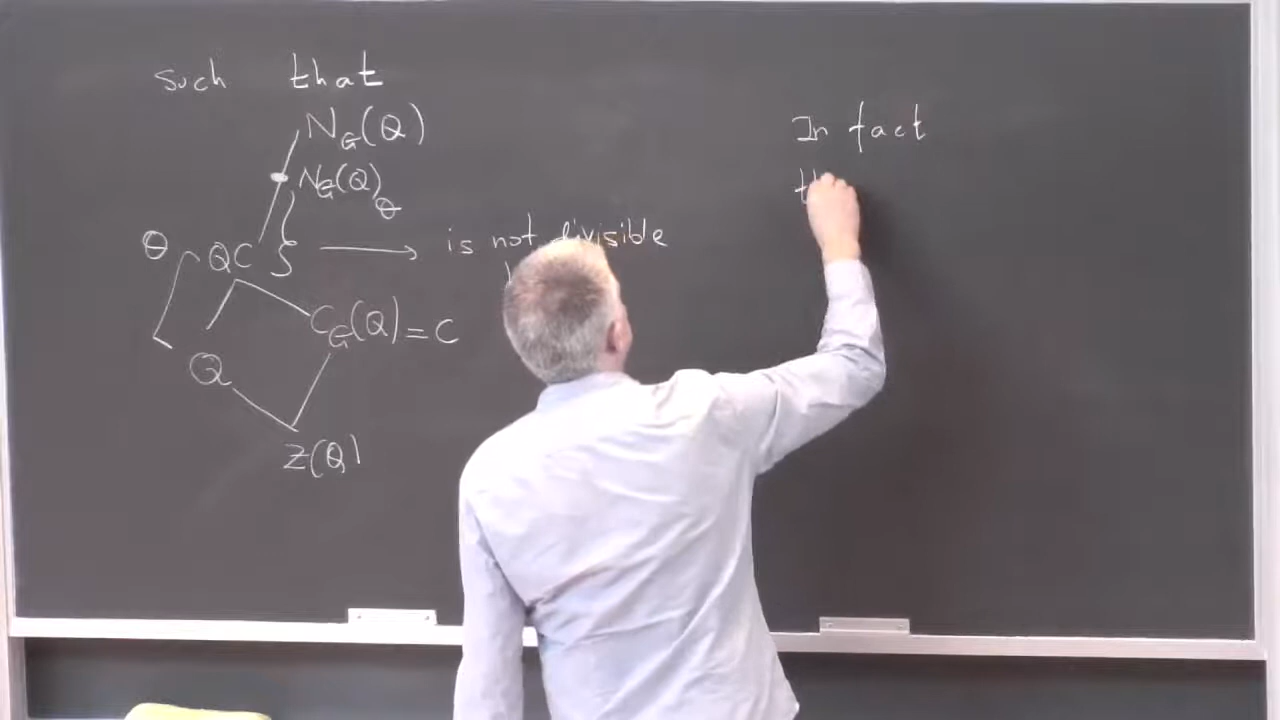 such that
N_G(Q)
N_G(Q)_θ
θ QC
is not divisible
C_G(Q) = C
Q
Z(Q)
In fact